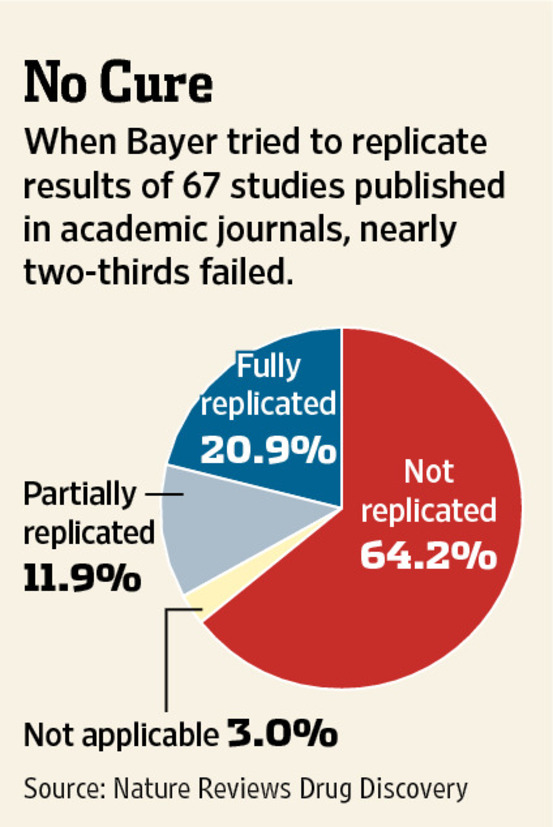 No Cure
When Bayer tried to replicate
results of 67 studies published
in academic journals, nearly
two-thirds failed.
Fully
replicated
20.9%
Not
replicated
64.2%
Partially
replicated
11.9%
Not applicable 3.0%
Source: Nature Reviews Drug Discovery